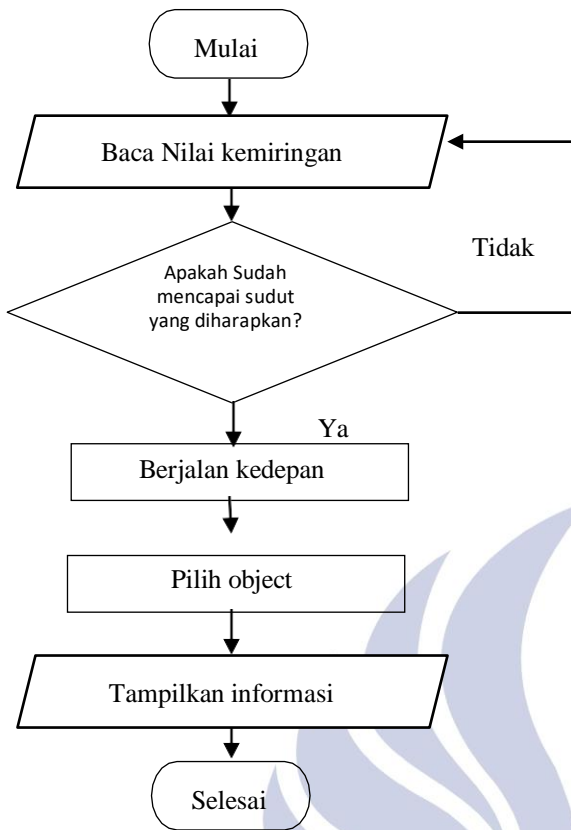 Mulai
Baca Nilai kemiringan
Tidak
Apakah Sudah
mencapai sudut
yang diharapkan?
Ya
Berjalan kedepan
Pilih object
Tampilkan informasi
Selesai